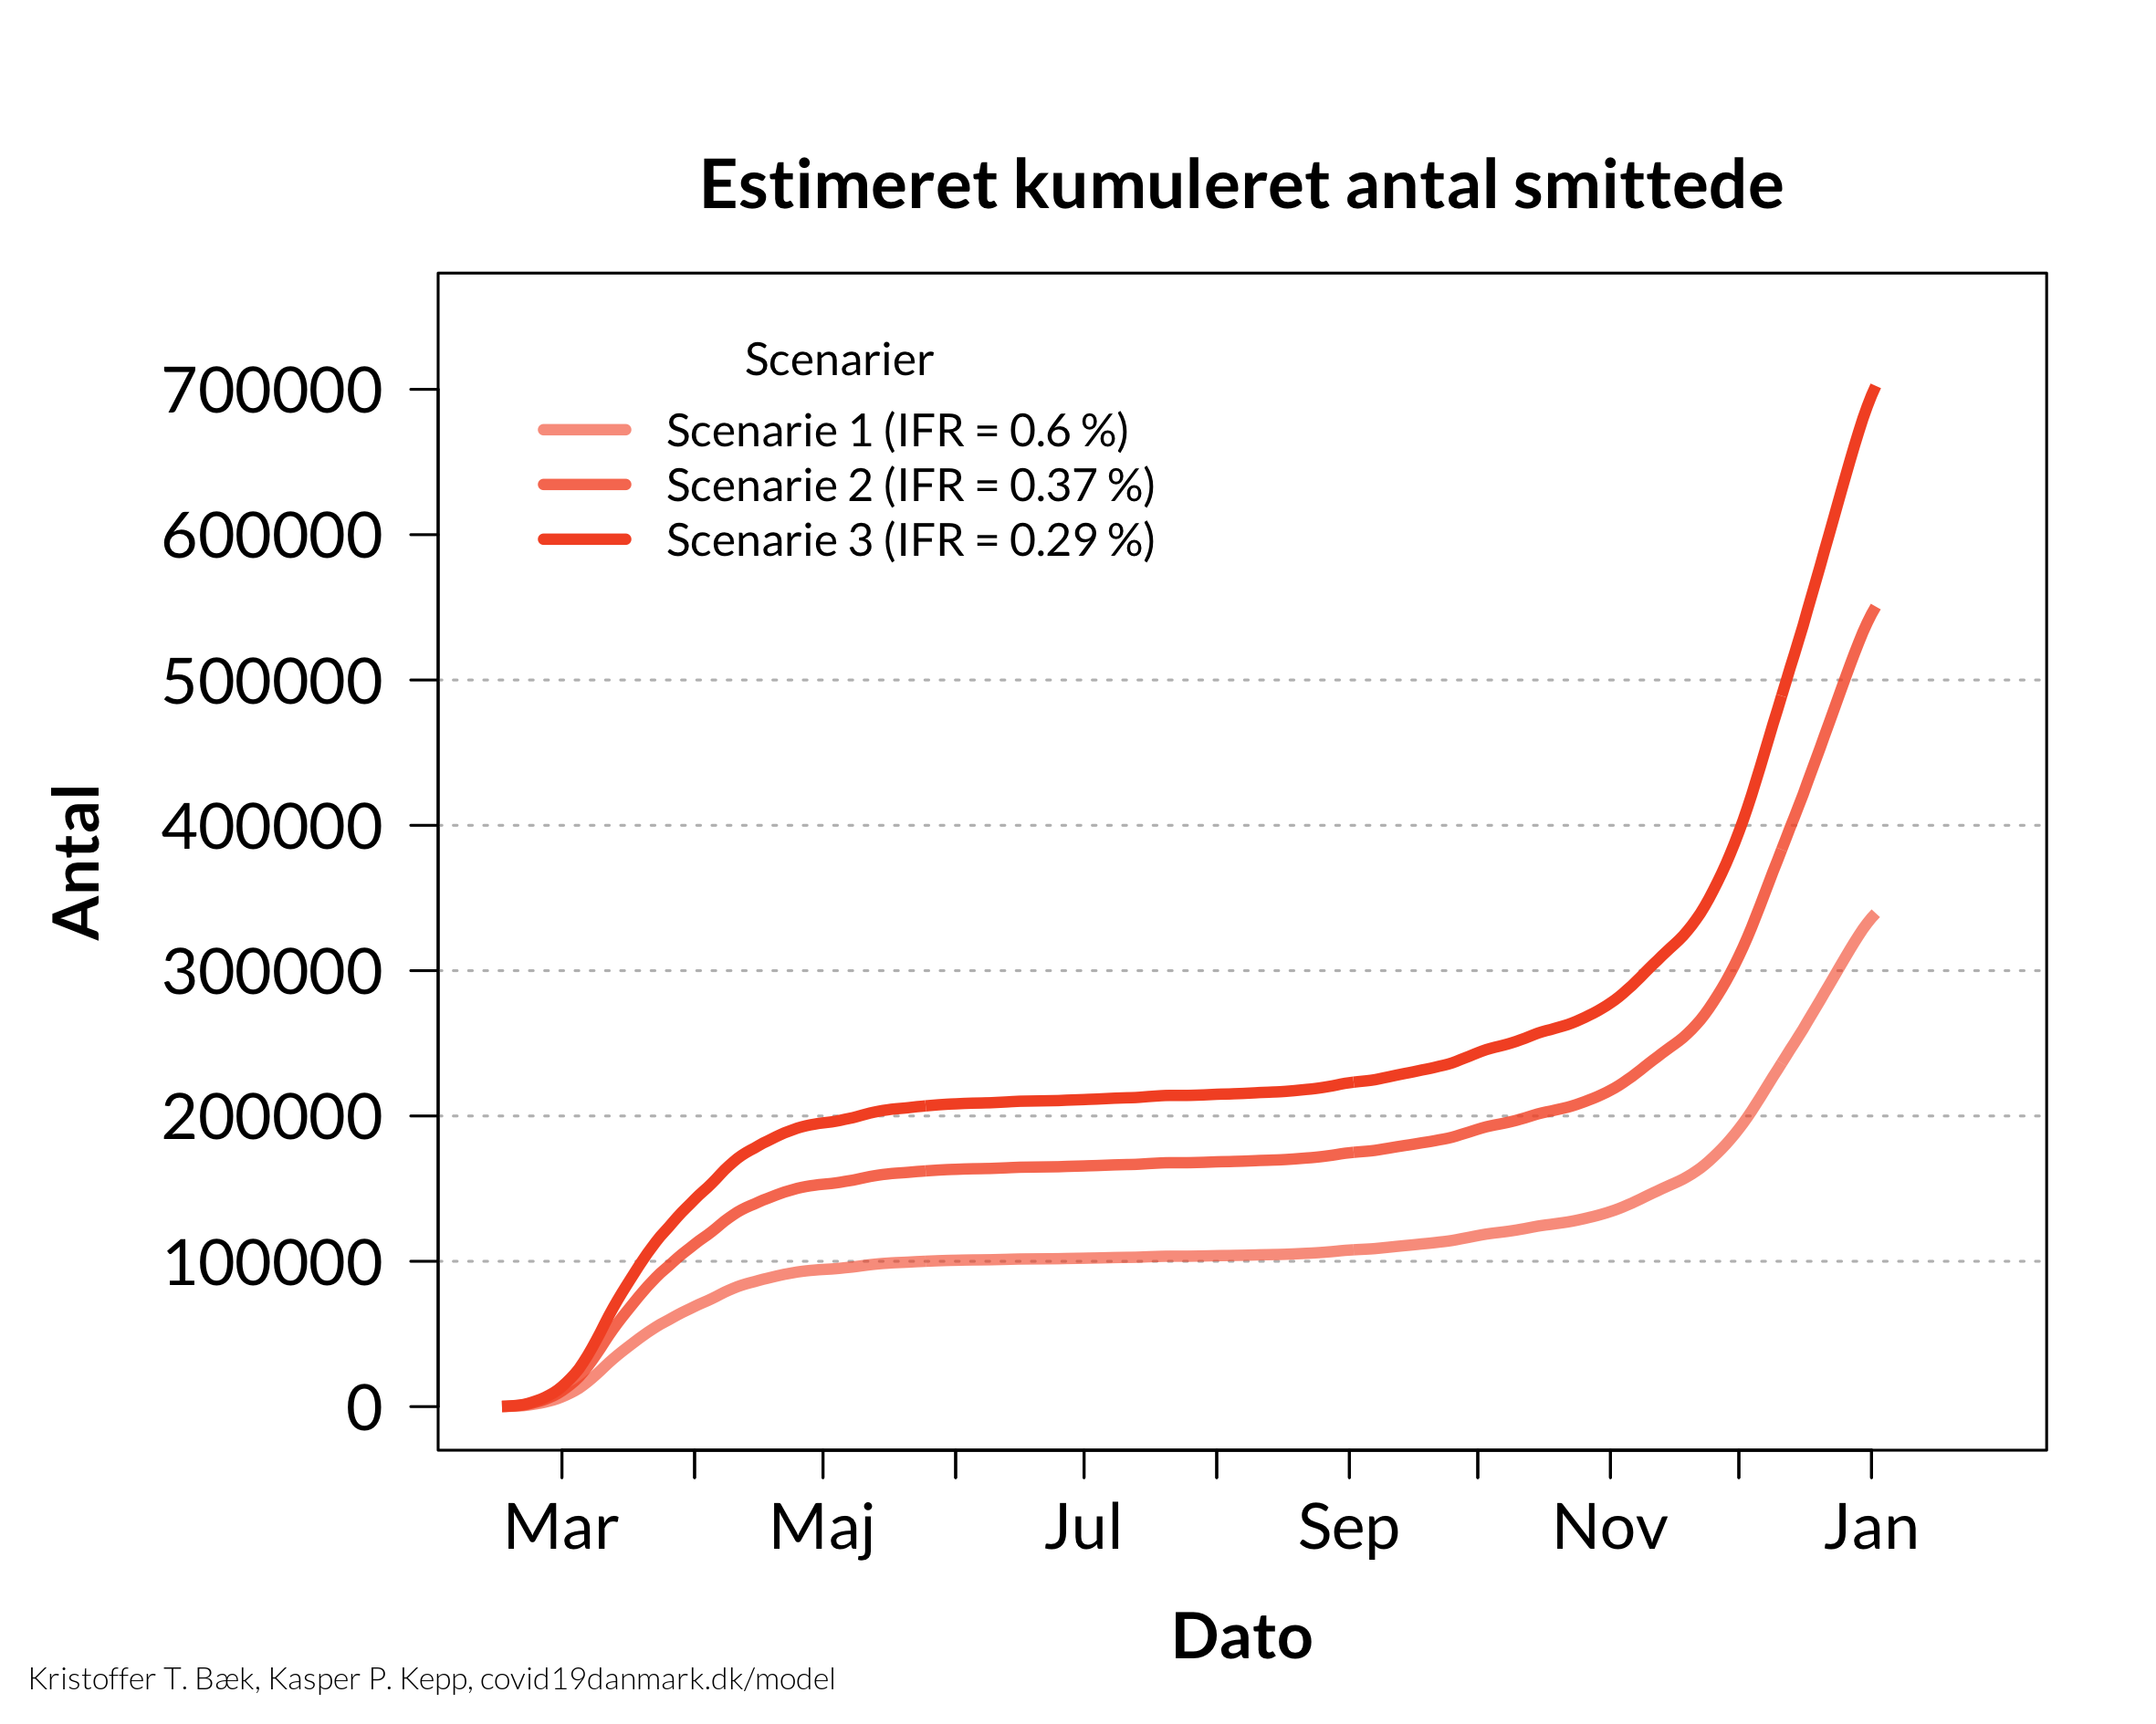 Estimeret kumuleret antal smittede
Scenarier
Scenarie 1 (IFR = 0.6 %)
Scenarie 2 (IFR = 0.37 %)
Scenarie 3 (IFR = 0.29 %)
Antal
700000
600000
500000
400000
300000
200000
100000
0
Mar Maj Jul Sep Nov Jan
Dato
Kristoffer T. Bæk, Kasper P. Kepp, covid19danmark.dk/model